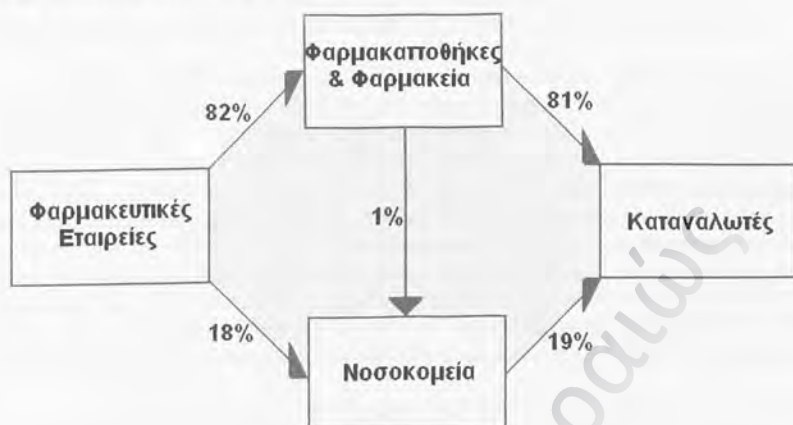 Φαρμακαποθήκες
& Φαρμακεία
82%
81%
Φαρμακευτικές
Εταιρείες
1%
Καταναλωτές
18%
19%
Νοσοκομεία